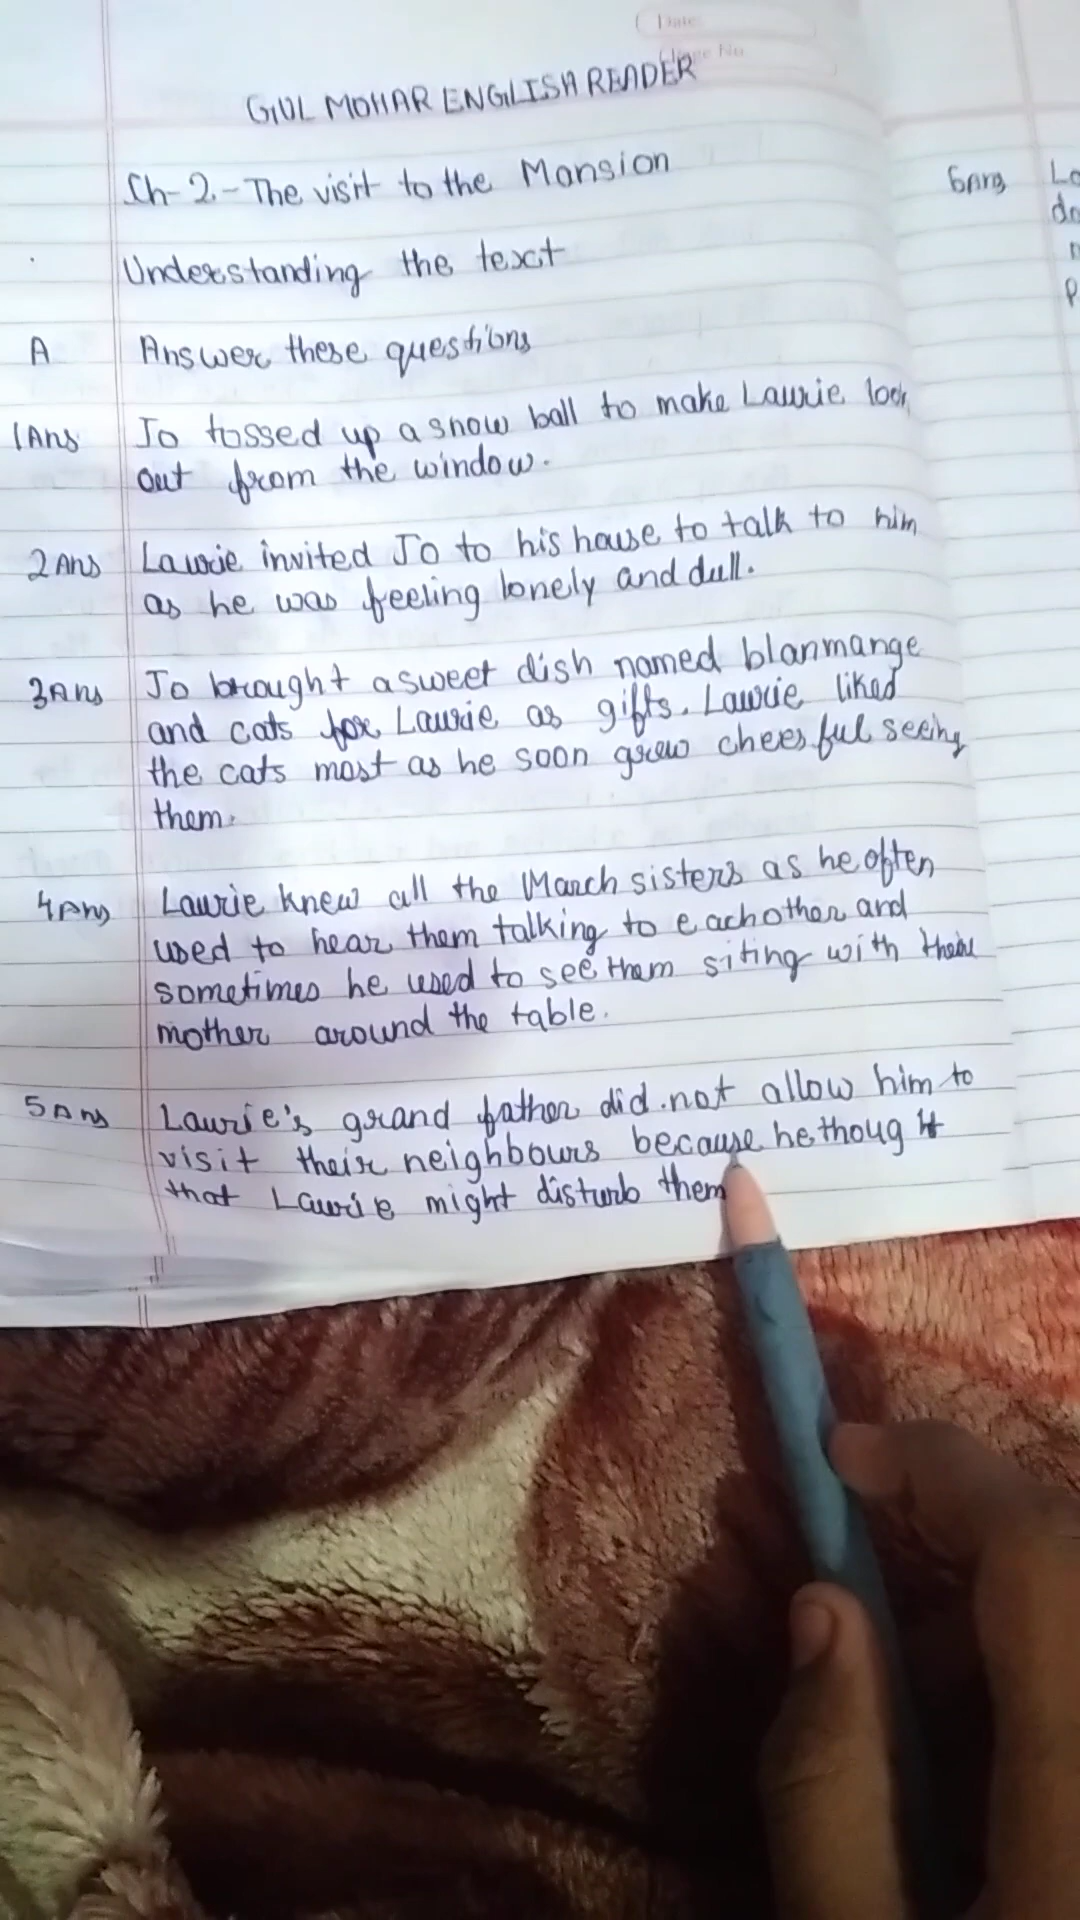 Date
Page No
GUL MOHAR ENGLISH READER
Ch-2.-The visit to the Mansion
Understanding the text
A Answer these questions
1Ans Jo tossed up a snow ball to make Laurie look
out from the window.
2Ans Laurie invited Jo to his house to talk to him
as he was feeling lonely and dull.
3Ans Jo brought a sweet dish named blanmange
and cats for Laurie as gifts. Laurie liked
the cats most as he soon grew cheerful seeing
them.
4Ans Laurie knew all the March sisters as he often
used to hear them talking to eachother and
sometimes he used to see them siting with their
mother around the table.
5Ans Laurie's grand father did not allow him to
visit their neighbours because he thought
that Laurie might disturb them
6Ans